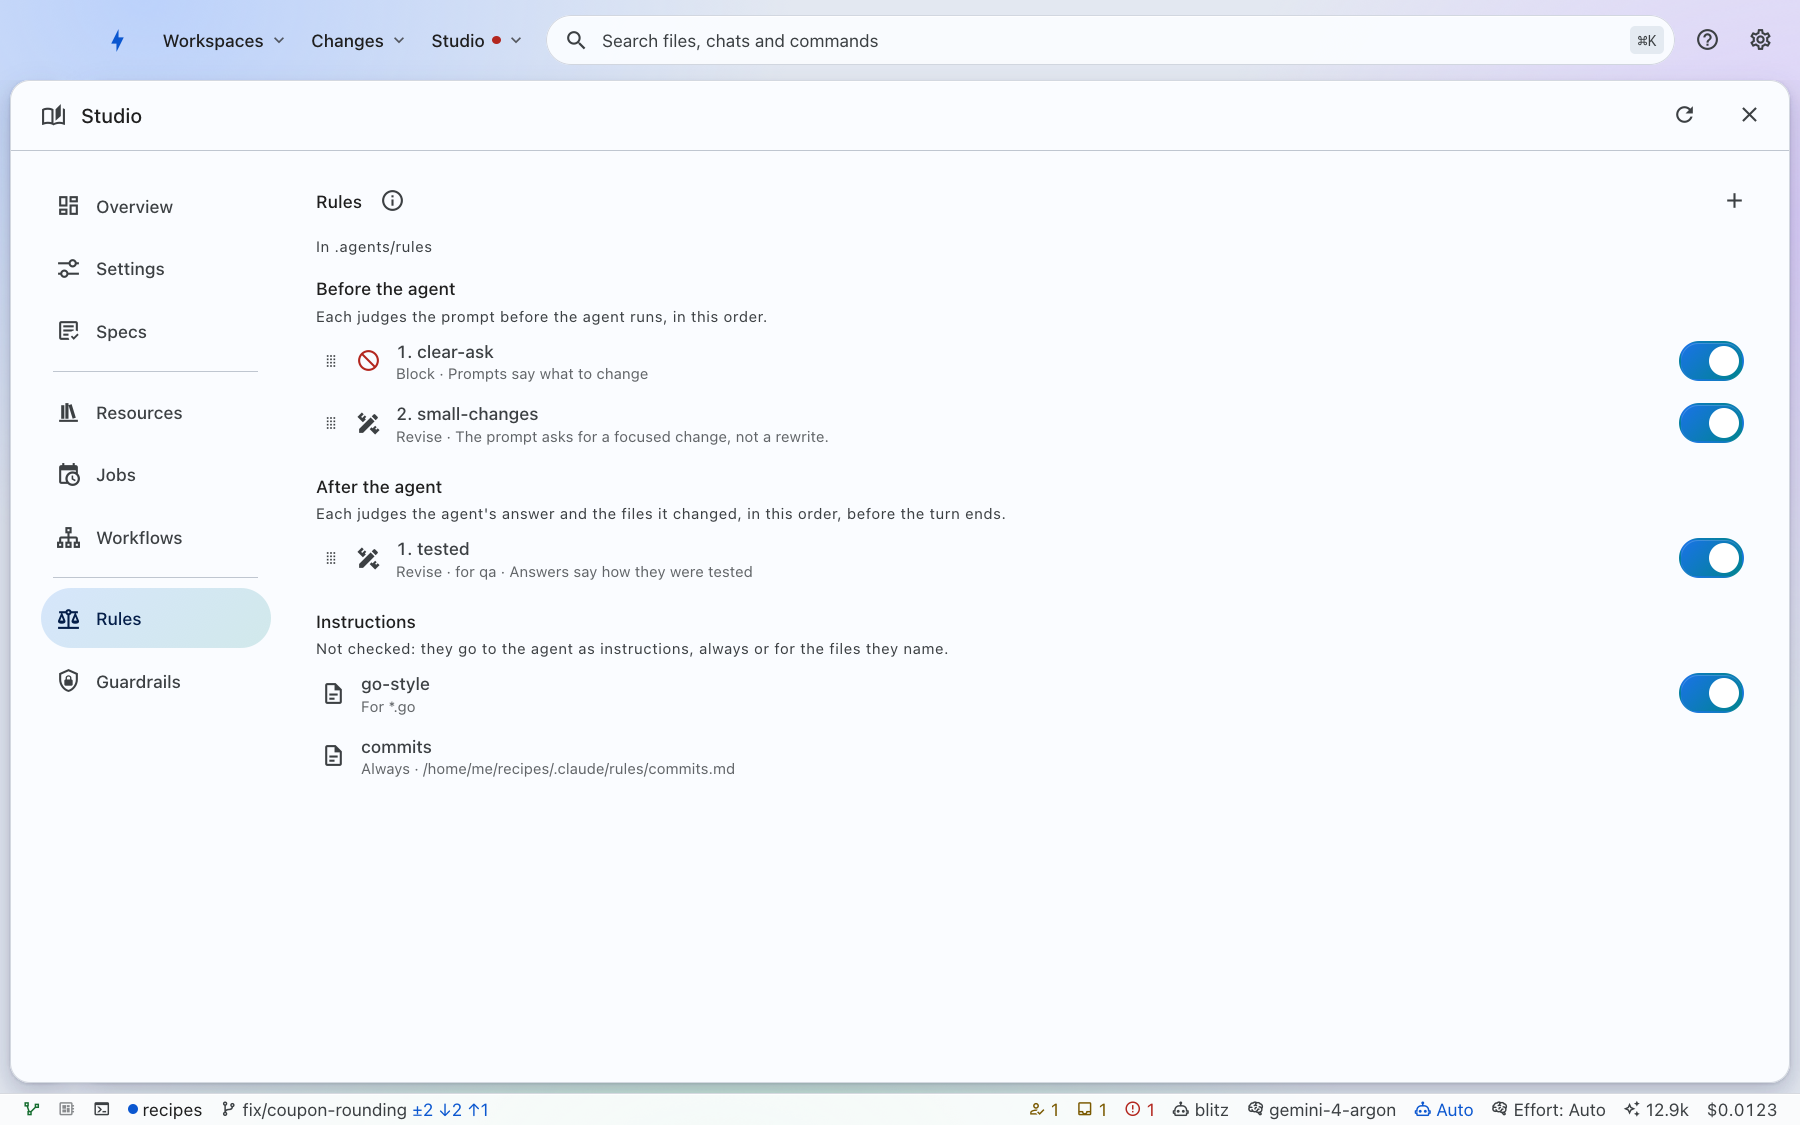 Workspaces
Changes
Studio
Search files, chats and commands
⌘K
Studio
Overview
Settings
Specs
Resources
Jobs
Workflows
Rules
Guardrails
Rules
In .agents/rules
Before the agent
Each judges the prompt before the agent runs, in this order.
1. clear-ask
Block · Prompts say what to change
2. small-changes
Revise · The prompt asks for a focused change, not a rewrite.
After the agent
Each judges the agent's answer and the files it changed, in this order, before the turn ends.
1. tested
Revise · for qa · Answers say how they were tested
Instructions
Not checked: they go to the agent as instructions, always or for the files they name.
go-style
For *.go
commits
Always · /home/me/recipes/.claude/rules/commits.md
recipes
fix/coupon-rounding ±2 ↓2 ↑1
1
1
1
blitz
gemini-4-argon
Auto
Effort: Auto
12.9k
$0.0123